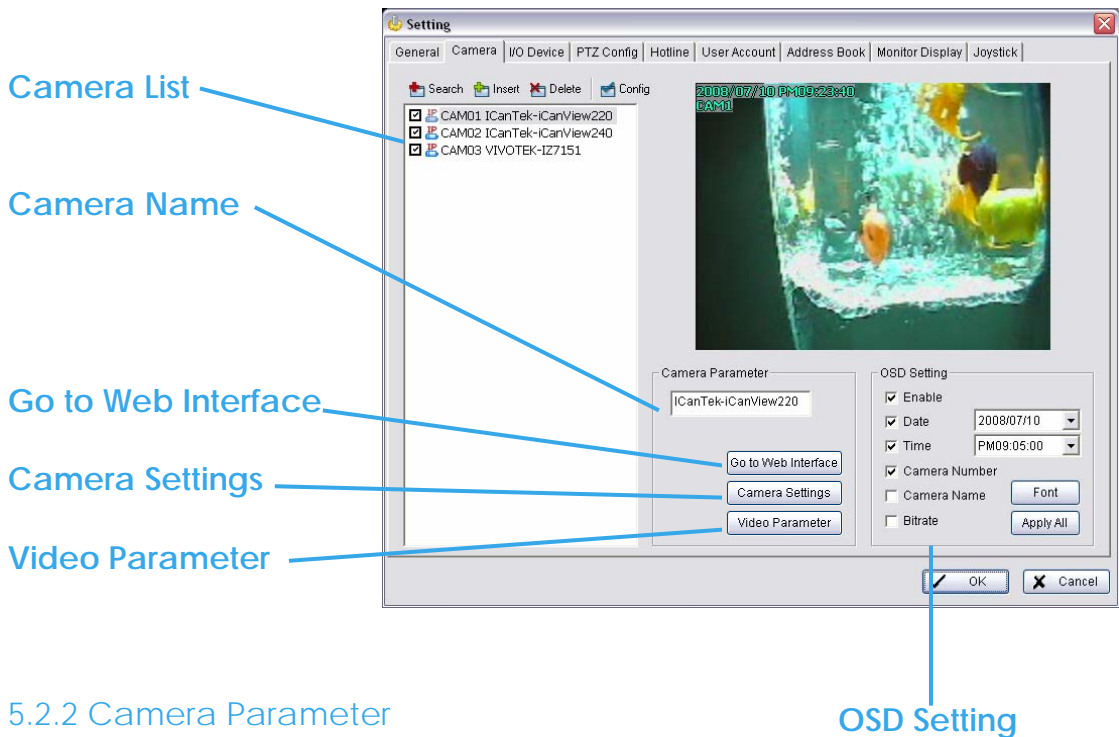 Setting
General Camera I/O Device PTZ Config Hotline User Account Address Book Monitor Display Joystick
Camera List
Search Insert Delete Config
2008/07/10 PM09:23:40
CAM1
CAM01 ICanTek-iCanView220
CAM02 ICanTek-iCanView240
CAM03 VIVOTEK-IZ7151
Camera Name
Camera Parameter
ICanTek-iCanView220
Go to Web Interface
Go to Web Interface
Camera Settings
Camera Settings
Video Parameter
Video Parameter
OSD Setting
Enable
Date 2008/07/10
Time PM09:05:00
Camera Number
Camera Name Font
Bitrate Apply All
OK Cancel
5.2.2 Camera Parameter
OSD Setting